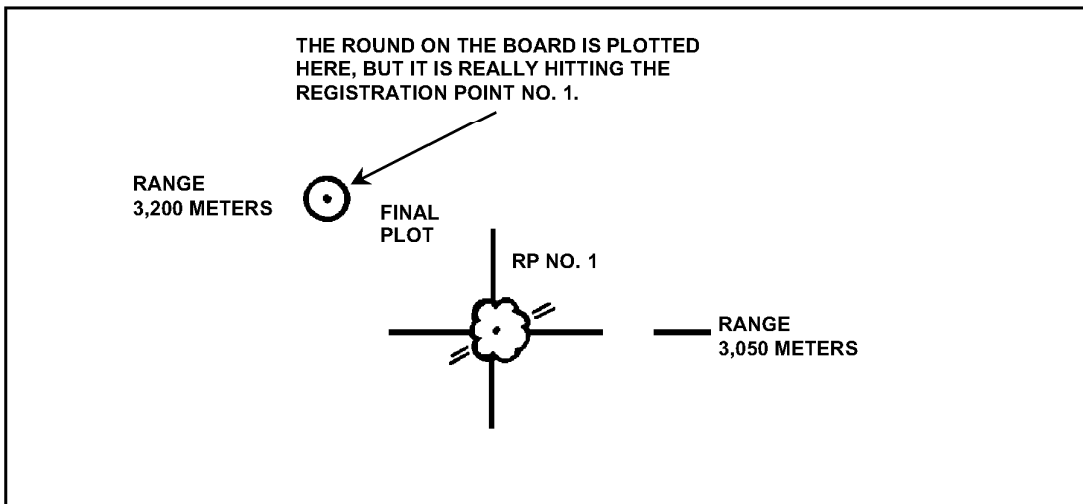 THE ROUND ON THE BOARD IS PLOTTED
HERE, BUT IT IS REALLY HITTING THE
REGISTRATION POINT NO. 1.
RANGE
3,200 METERS
FINAL
PLOT
RP NO. 1
RANGE
3,050 METERS